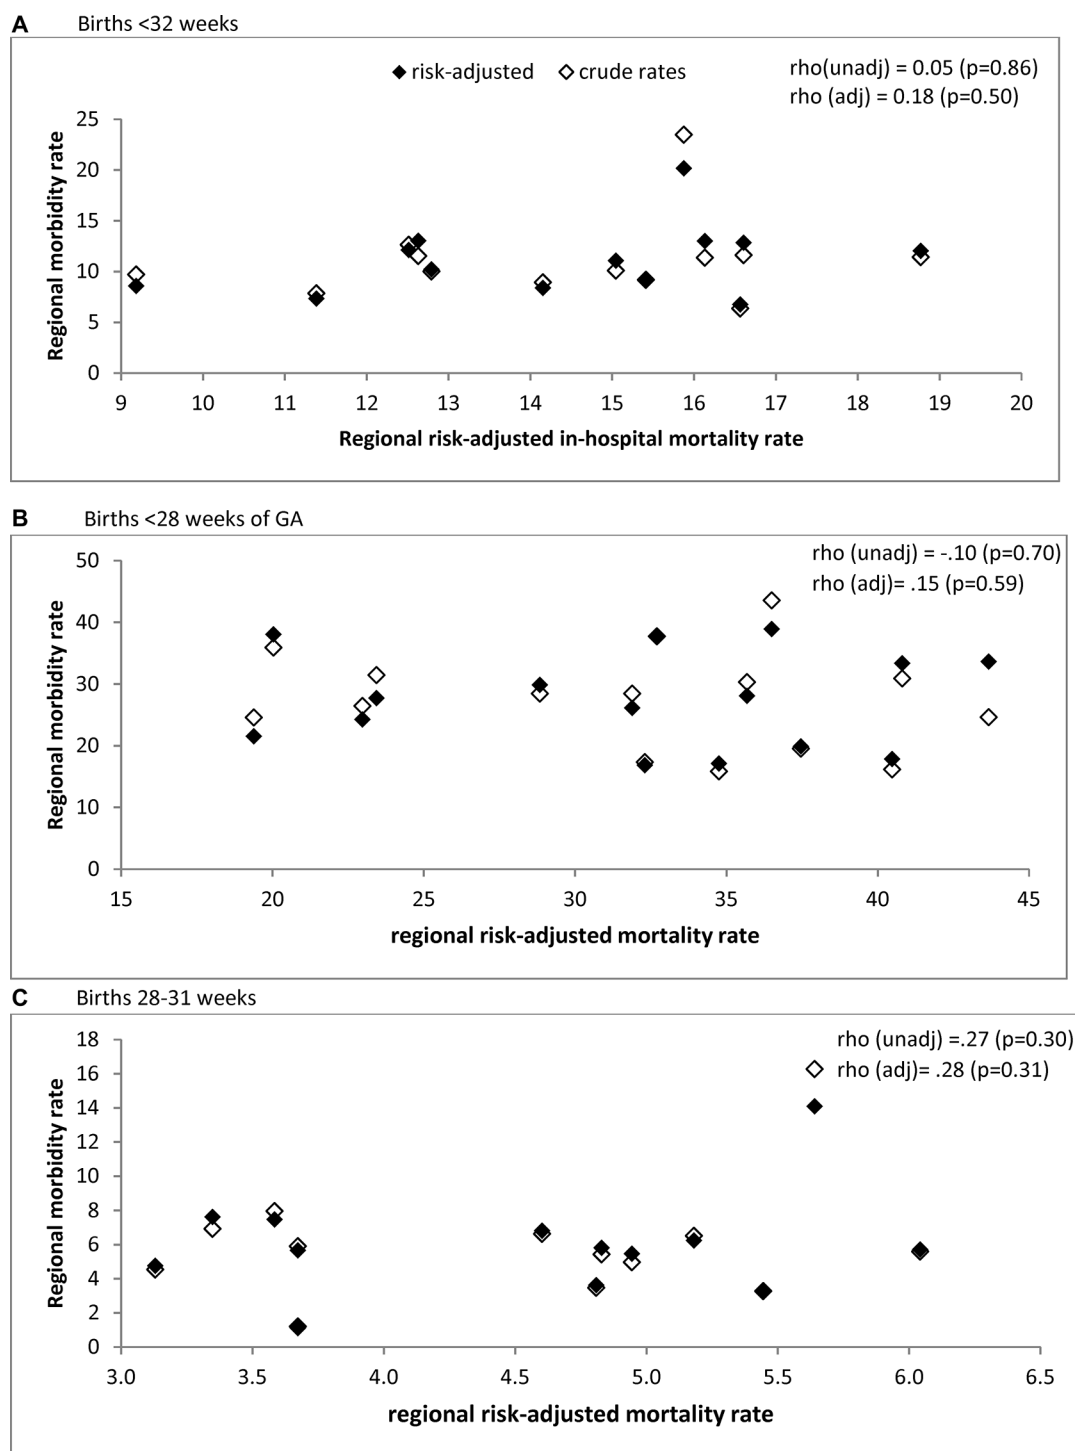 A Births <32 weeks
risk-adjusted crude rates
rho(unadj) = 0.05 (p=0.86)
rho (adj) = 0.18 (p=0.50)
25
20
15
10
5
0
Regional morbidity rate
9 10 11 12 13 14 15 16 17 18 19 20
Regional risk-adjusted in-hospital mortality rate
B Births <28 weeks of GA
rho (unadj) = -.10 (p=0.70)
rho (adj)= .15 (p=0.59)
50
40
30
20
10
0
Regional morbidity rate
15 20 25 30 35 40 45
regional risk-adjusted mortality rate
C Births 28-31 weeks
rho (unadj) =.27 (p=0.30)
rho (adj)= .28 (p=0.31)
18
16
14
12
10
8
6
4
2
0
Regional morbidity rate
3.0 3.5 4.0 4.5 5.0 5.5 6.0 6.5
regional risk-adjusted mortality rate